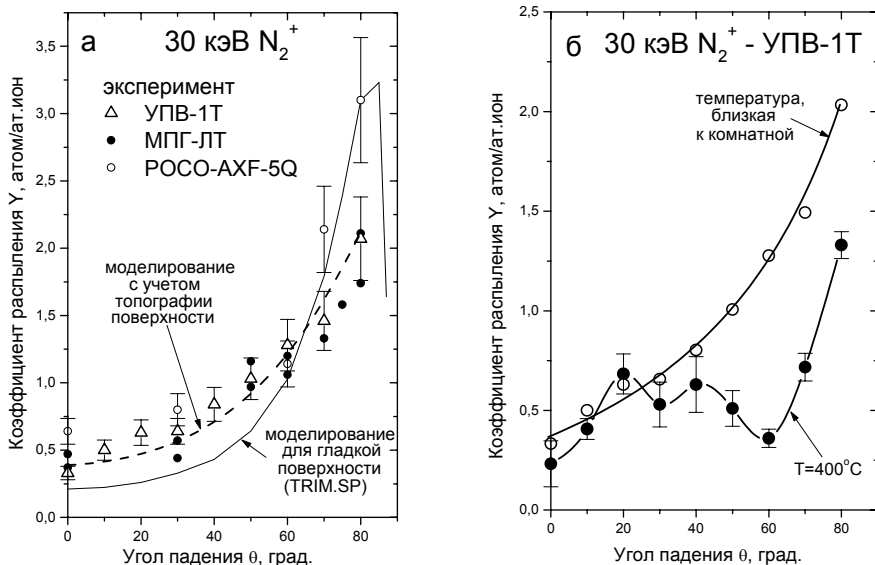 а 30 кэВ N₂⁺
эксперимент
УПВ-1Т
МПГ-ЛТ
POCO-AXF-5Q
моделирование
с учетом
топографии
поверхности
моделирование
для гладкой
поверхности
(TRIM.SP)
Коэффициент распыления Y, атом/ат.ион
3,5
3,0
2,5
2,0
1,5
1,0
0,5
0,0
0 20 40 60 80
Угол падения θ, град.
б 30 кэВ N₂⁺ - УПВ-1Т
температура,
близкая
к комнатной
T=400°C
Коэффициент распыления Y, атом/ат.ион
2,5
2,0
1,5
1,0
0,5
0,0
0 20 40 60 80
Угол падения θ, град.